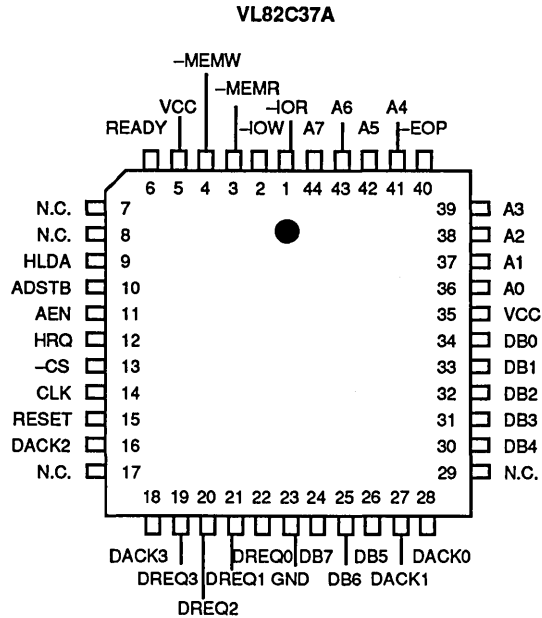 VL82C37A
–MEMW
–MEMR
VCC –IOR A6 A4
READY –IOW A7 A5 –EOP
6 5 4 3 2 1 44 43 42 41 40
N.C. 7 39 A3
N.C. 8 38 A2
HLDA 9 37 A1
ADSTB 10 36 A0
AEN 11 35 VCC
HRQ 12 34 DB0
–CS 13 33 DB1
CLK 14 32 DB2
RESET 15 31 DB3
DACK2 16 30 DB4
N.C. 17 29 N.C.
18 19 20 21 22 23 24 25 26 27 28
DACK3 DREQ0 DB7 DB5 DACK0
DREQ3 DREQ1 GND DB6 DACK1
DREQ2